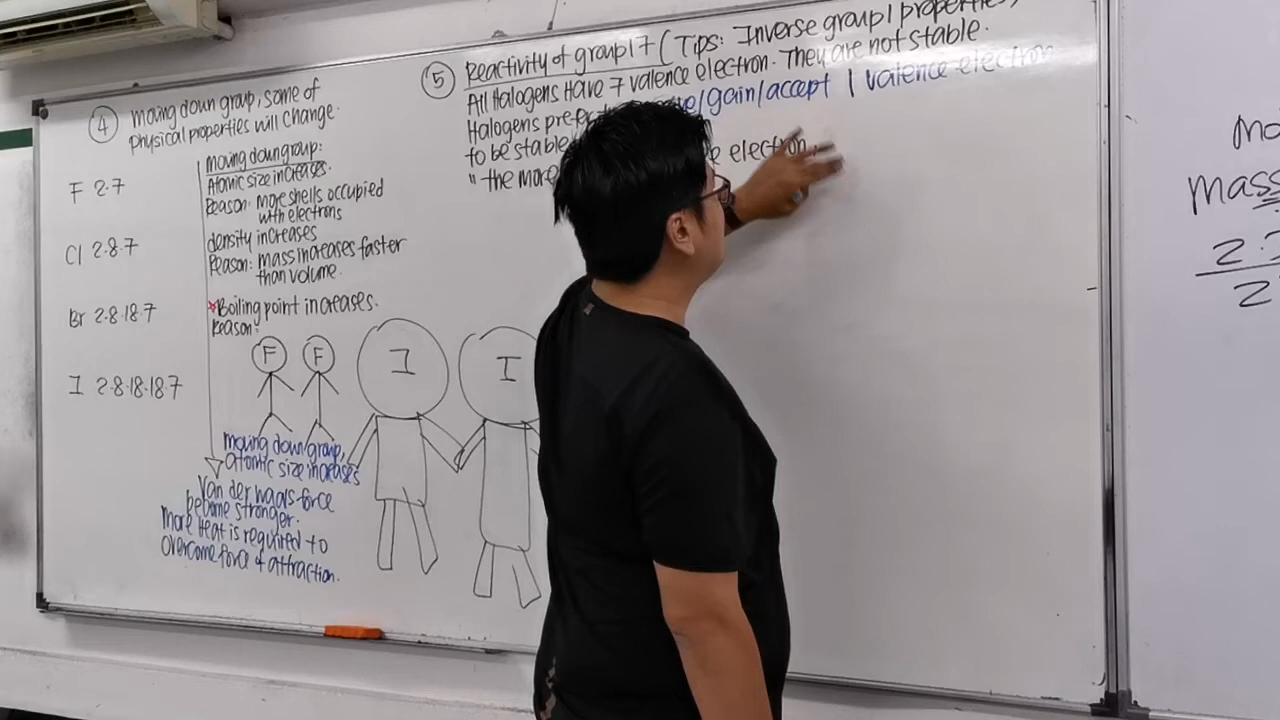 4 moving down group, some of
physical properties will change.
F 2.7
Cl 2.8.7
Br 2.8.18.7
I 2.8.18.18.7
moving down group:
Atomic size increases.
Reason: more shells occupied
with electrons
density increases
Reason: mass increases faster
than volume.
*Boiling point increases.
Reason:
F F I I
moving down group,
atomic size increases
Van der waals force
become stronger.
more heat is required to
overcome force of attraction.
5 Reactivity of group 17 (Tips: Inverse group 1
All Halogens have 7 valence electron. They are not stable.
Halogens /gain/accept 1 valence electron
to be stable electron.
" the more
mass
2
2